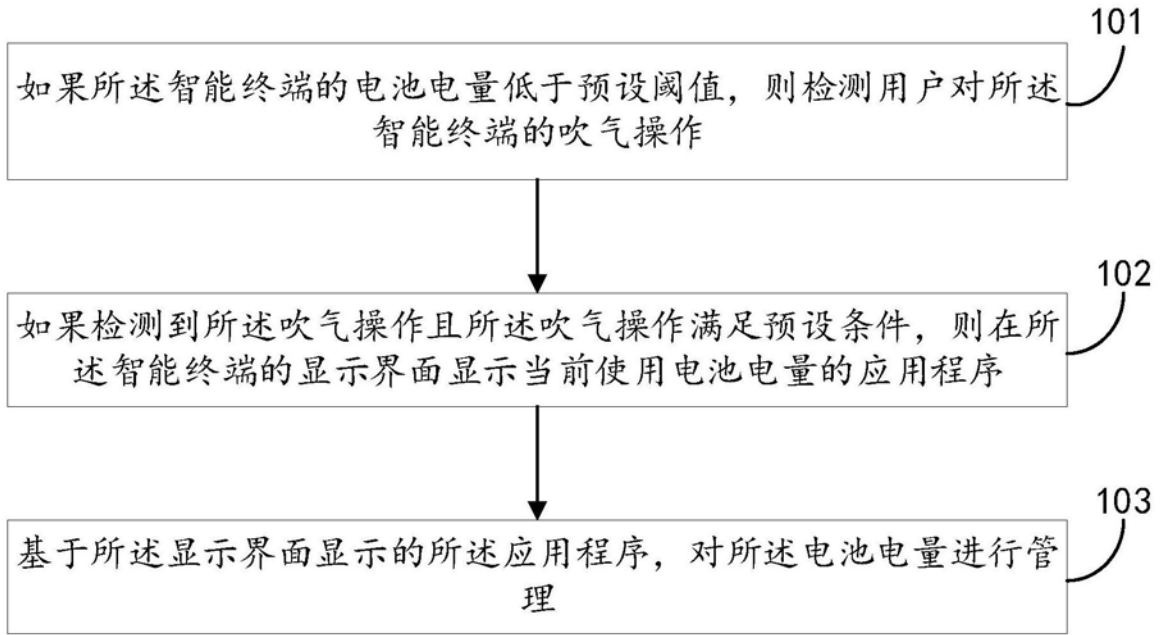 101
如果所述智能终端的电池电量低于预设阈值，则检测用户对所述
智能终端的吹气操作
102
如果检测到所述吹气操作且所述吹气操作满足预设条件，则在所
述智能终端的显示界面显示当前使用电池电量的应用程序
103
基于所述显示界面显示的所述应用程序，对所述电池电量进行管
理